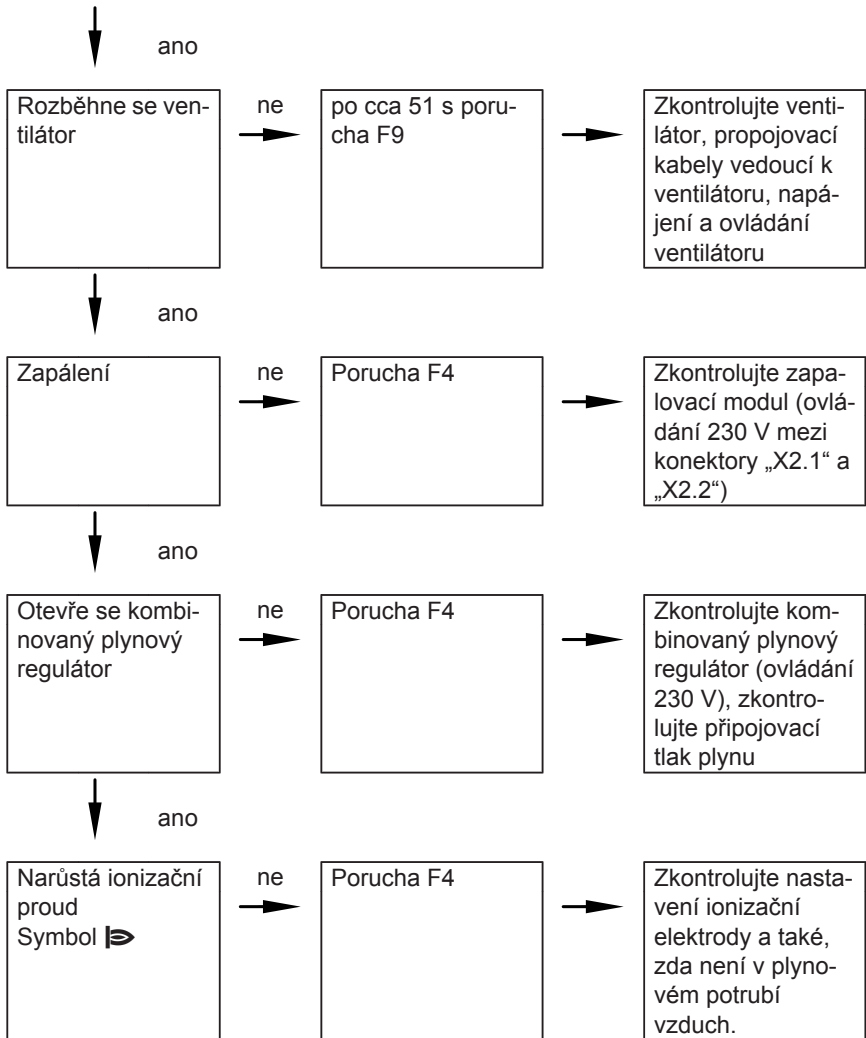 ano
Rozběhne se ven-
tilátor
ne
po cca 51 s poru-
cha F9
Zkontrolujte venti-
látor, propojovací
kabely vedoucí k
ventilátoru, napá-
jení a ovládání
ventilátoru
ano
Zapálení
ne
Porucha F4
Zkontrolujte zapa-
lovací modul (ovlá-
dání 230 V mezi
konektory „X2.1“ a
„X2.2“)
ano
Otevře se kombi-
novaný plynový
regulátor
ne
Porucha F4
Zkontrolujte kom-
binovaný plynový
regulátor (ovládání
230 V), zkontro-
lujte připojovací
tlak plynu
ano
Narůstá ionizační
proud
Symbol
ne
Porucha F4
Zkontrolujte nasta-
vení ionizační
elektrody a také,
zda není v plyno-
vém potrubí
vzduch.